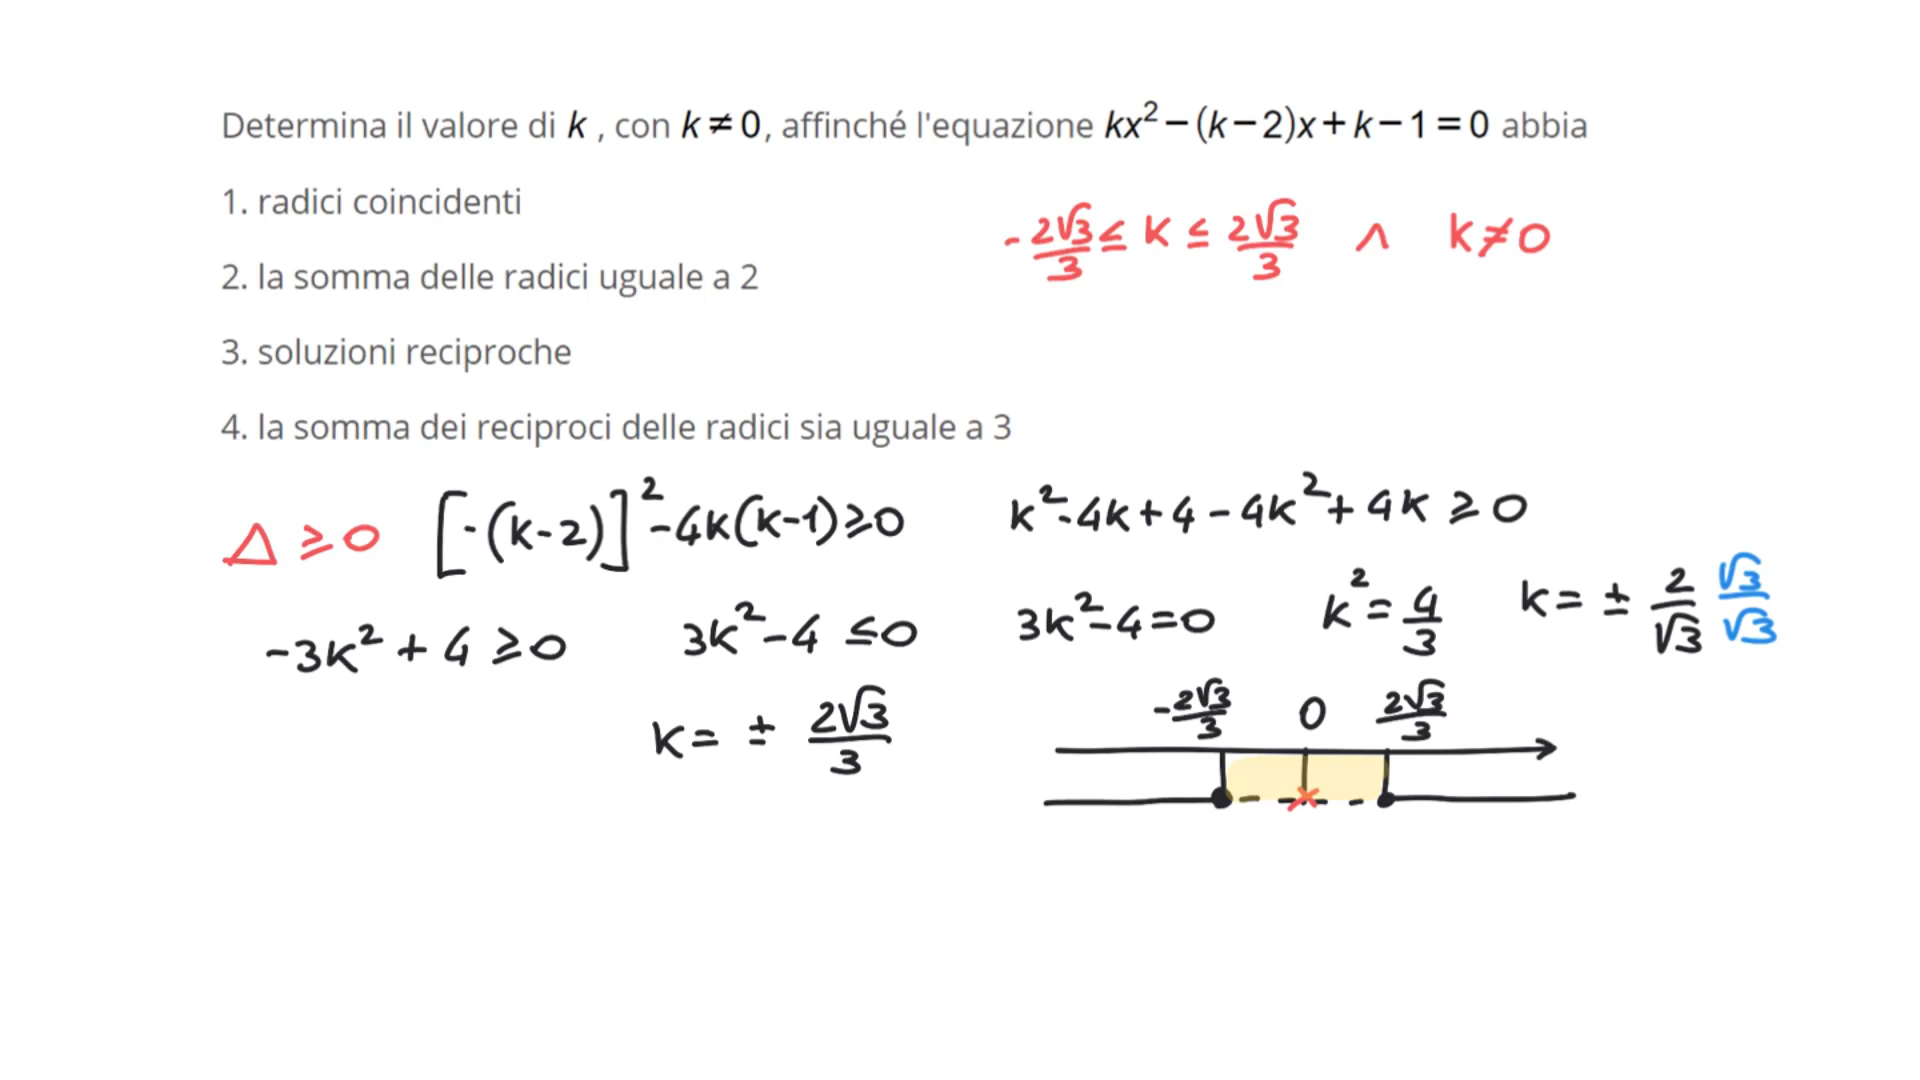 Determina il valore di k , con k ≠ 0, affinché l'equazione kx² − (k − 2)x + k − 1 = 0 abbia
1. radici coincidenti
-2√3/3 ≤ k ≤ 2√3/3 ∧ k ≠ 0
2. la somma delle radici uguale a 2
3. soluzioni reciproche
4. la somma dei reciproci delle radici sia uguale a 3
Δ ≥ 0 [-(k-2)]² - 4k(k-1) ≥ 0 k² - 4k + 4 - 4k² + 4k ≥ 0
-3k² + 4 ≥ 0 3k² - 4 ≤ 0 3k² - 4 = 0 k² = 4/3 k = ± 2/√3 √3/√3
k = ± 2√3/3 -2√3/3 0 2√3/3